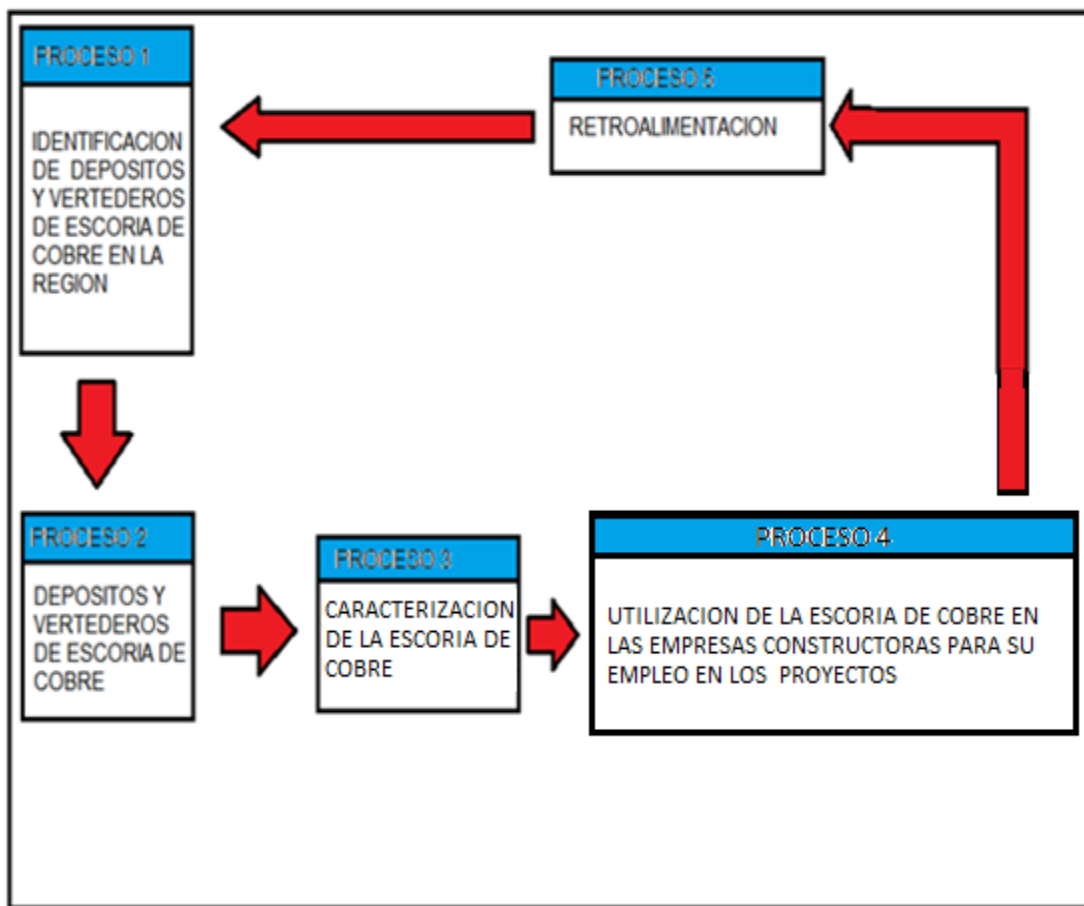 PROCESO 1
IDENTIFICACION
DE DEPOSITOS
Y VERTEDEROS
DE ESCORIA DE
COBRE EN LA
REGION
PROCESO 5
RETROALIMENTACION
PROCESO 2
DEPOSITOS Y
VERTEDEROS
DE ESCORIA DE
COBRE
PROCESO 3
CARACTERIZACION
DE LA ESCORIA DE
COBRE
PROCESO 4
UTILIZACION DE LA ESCORIA DE COBRE EN
LAS EMPRESAS CONSTRUCTORAS PARA SU
EMPLEO EN LOS PROYECTOS